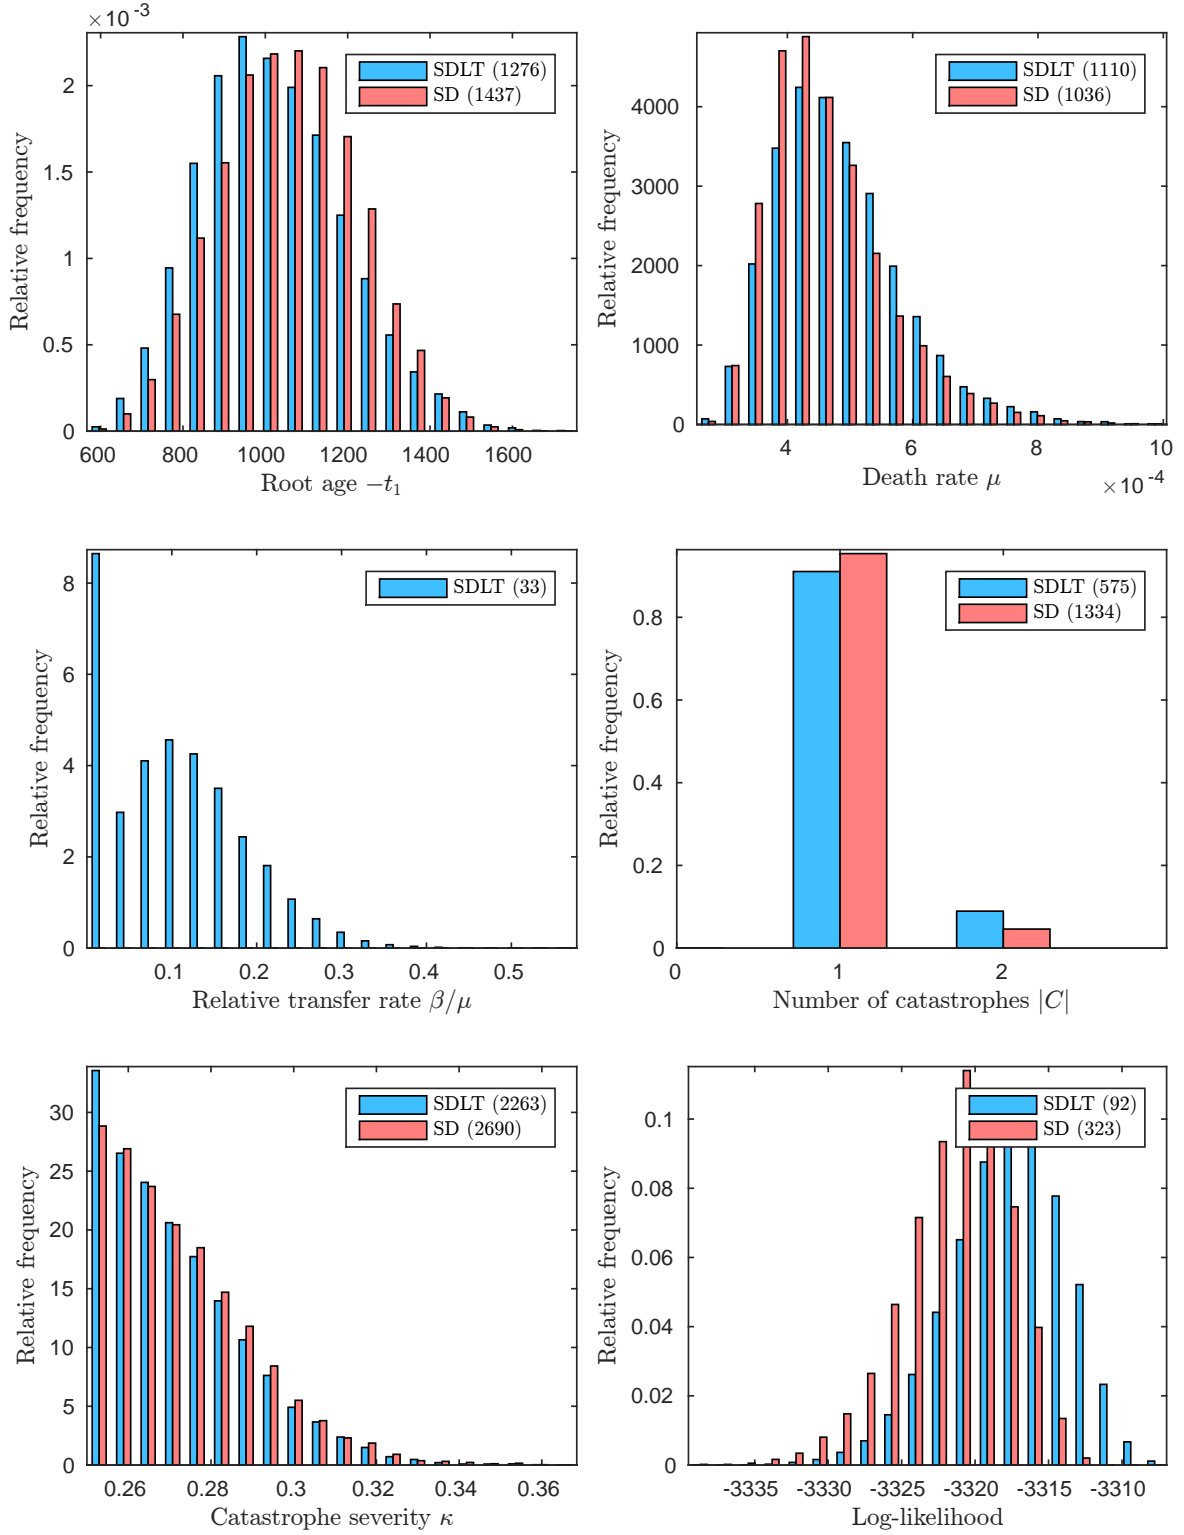 ×10⁻³
SDLT (1276)
SD (1437)
Relative frequency
2
1.5
1
0.5
0
600 800 1000 1200 1400 1600
Root age −t₁
SDLT (1110)
SD (1036)
Relative frequency
4000
3000
2000
1000
0
4 6 8 10
Death rate μ
×10⁻⁴
SDLT (33)
Relative frequency
8
6
4
2
0
0.1 0.2 0.3 0.4 0.5
Relative transfer rate β/μ
SDLT (575)
SD (1334)
Relative frequency
0.8
0.6
0.4
0.2
0
0 1 2
Number of catastrophes |C|
SDLT (2263)
SD (2690)
Relative frequency
30
25
20
15
10
5
0
0.26 0.28 0.3 0.32 0.34 0.36
Catastrophe severity κ
SDLT (92)
SD (323)
Relative frequency
0.1
0.08
0.06
0.04
0.02
0
-3335 -3330 -3325 -3320 -3315 -3310
Log-likelihood